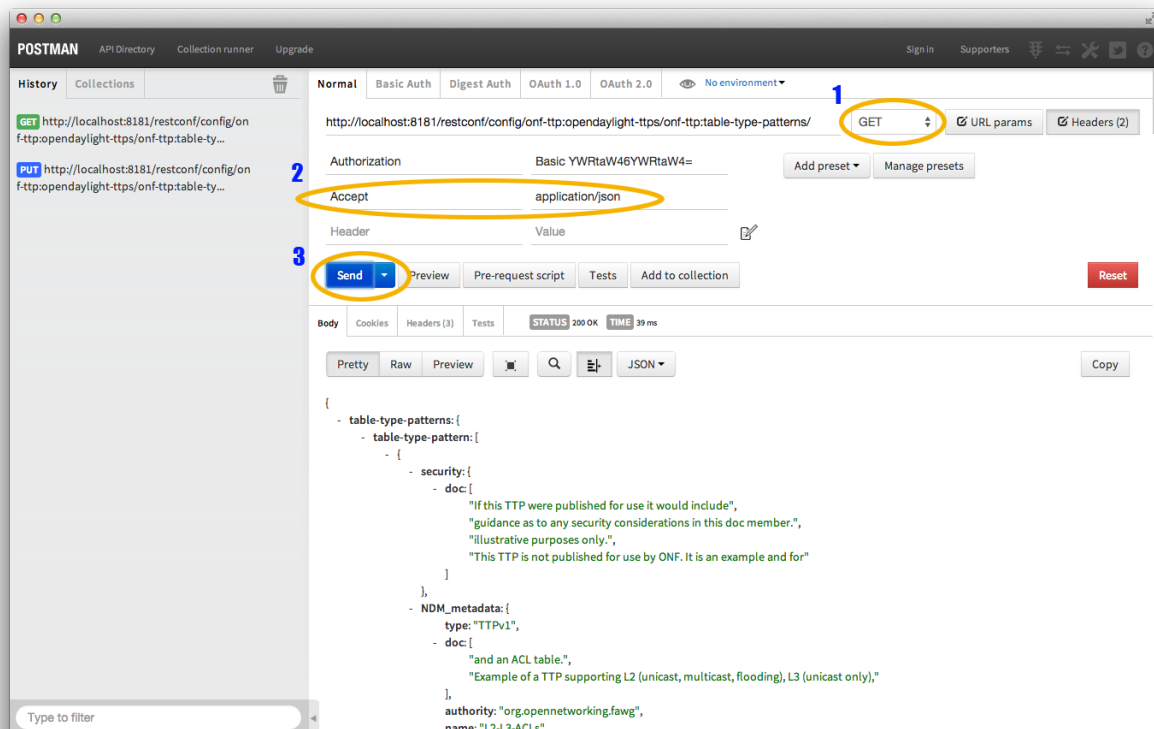 POSTMAN API Directory Collection runner Upgrade Sign in Supporters
History Collections
GET http://localhost:8181/restconf/config/on
f-ttp:opendaylight-ttps/onf-ttp:table-ty...
PUT http://localhost:8181/restconf/config/on
f-ttp:opendaylight-ttps/onf-ttp:table-ty...
Type to filter
Normal Basic Auth Digest Auth OAuth 1.0 OAuth 2.0 No environment
1
http://localhost:8181/restconf/config/onf-ttp:opendaylight-ttps/onf-ttp:table-type-patterns/ GET URL params Headers (2)
Authorization Basic YWRtaW46YWRtaW4= Add preset Manage presets
2
Accept application/json
Header Value
3
Send Preview Pre-request script Tests Add to collection Reset
Body Cookies Headers (3) Tests STATUS 200 OK TIME 39 ms
Pretty Raw Preview JSON Copy
{
- table-type-patterns: {
- table-type-pattern: [
- {
- security: {
- doc: [
"If this TTP were published for use it would include",
"guidance as to any security considerations in this doc member.",
"illustrative purposes only.",
"This TTP is not published for use by ONF. It is an example and for"
]
},
- NDM_metadata: {
type: "TTPv1",
- doc: [
"and an ACL table.",
"Example of a TTP supporting L2 (unicast, multicast, flooding), L3 (unicast only),"
],
authority: "org.opennetworking.fawg",
name: "L2-L3-ACLs"